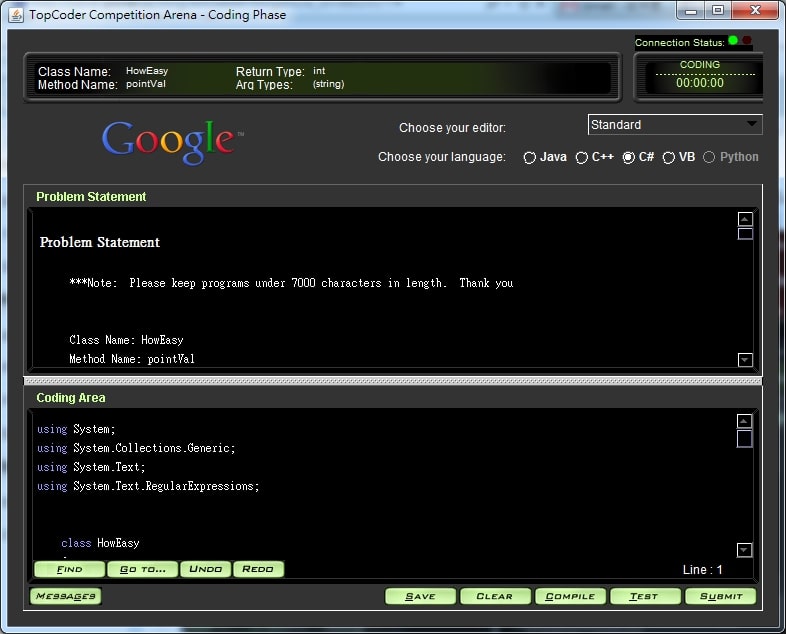 TopCoder Competition Arena - Coding Phase
Connection Status:
Class Name: HowEasy Return Type: int
Method Name: pointVal Arg Types: (string)
CODING
00:00:00
Google™
Choose your editor: Standard
Choose your language: Java C++ C# VB Python
Problem Statement
Problem Statement
***Note: Please keep programs under 7000 characters in length. Thank you
Class Name: HowEasy
Method Name: pointVal
Coding Area
using System;
using System.Collections.Generic;
using System.Text;
using System.Text.RegularExpressions;
class HowEasy
FIND GO TO... UNDO REDO Line : 1
MESSAGES SAVE CLEAR COMPILE TEST SUBMIT